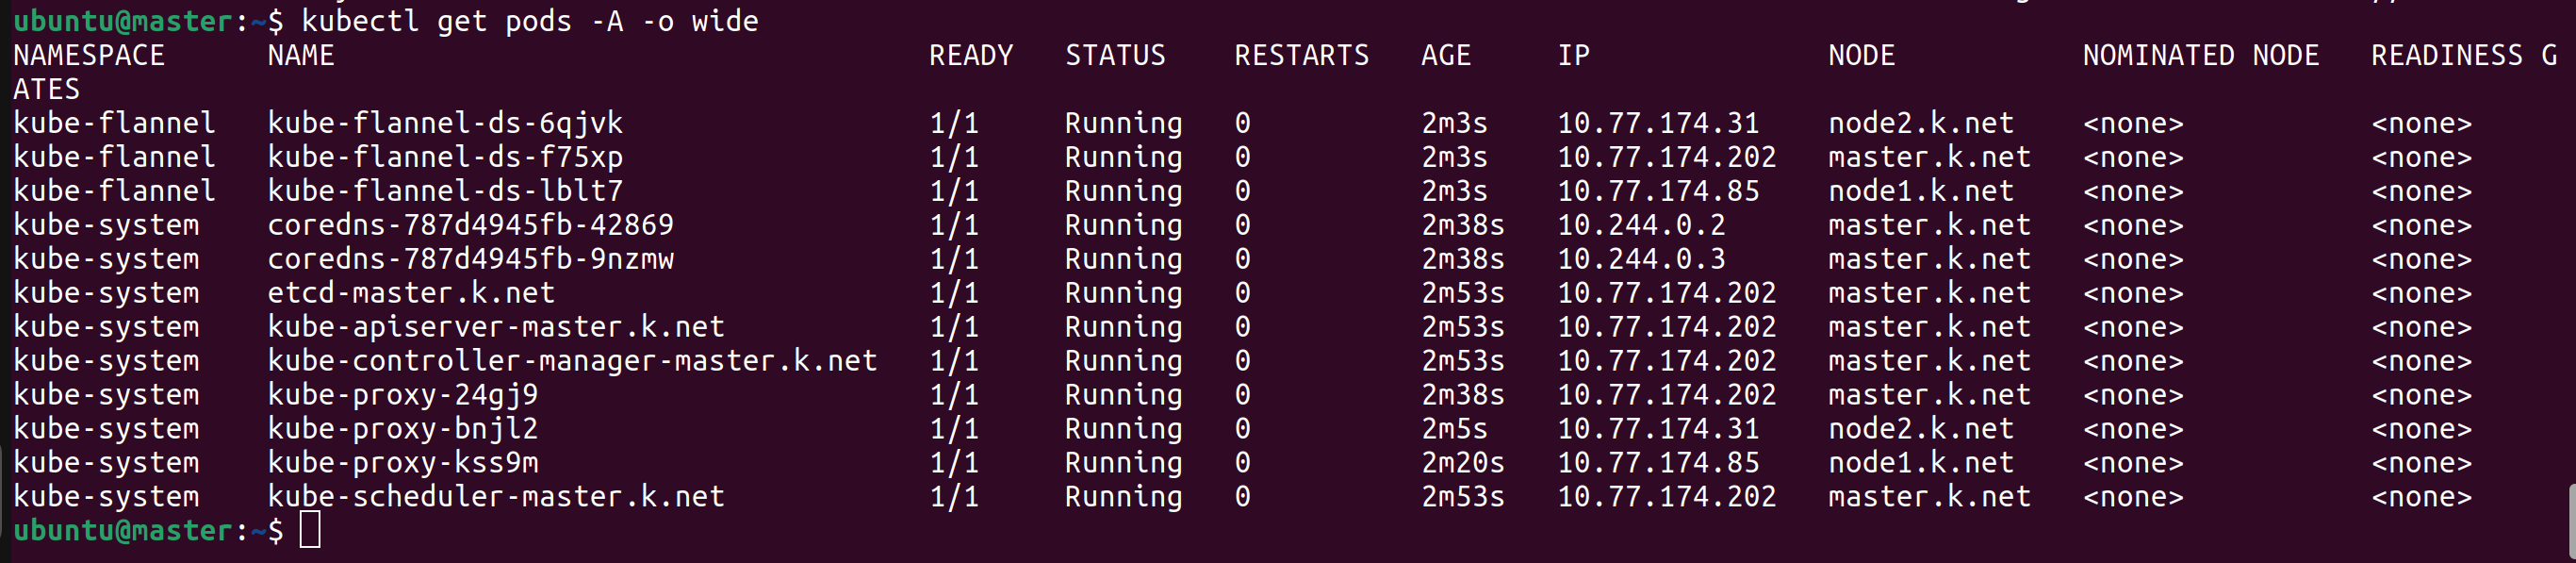 ubuntu@master:~$ kubectl get pods -A -o wide
NAMESPACE      NAME                                   READY   STATUS    RESTARTS   AGE     IP              NODE           NOMINATED NODE   READINESS G
ATES
kube-flannel   kube-flannel-ds-6qjvk                  1/1     Running   0          2m3s    10.77.174.31    node2.k.net    <none>           <none>
kube-flannel   kube-flannel-ds-f75xp                  1/1     Running   0          2m3s    10.77.174.202   master.k.net   <none>           <none>
kube-flannel   kube-flannel-ds-lblt7                  1/1     Running   0          2m3s    10.77.174.85    node1.k.net    <none>           <none>
kube-system    coredns-787d4945fb-42869               1/1     Running   0          2m38s   10.244.0.2      master.k.net   <none>           <none>
kube-system    coredns-787d4945fb-9nzmw               1/1     Running   0          2m38s   10.244.0.3      master.k.net   <none>           <none>
kube-system    etcd-master.k.net                      1/1     Running   0          2m53s   10.77.174.202   master.k.net   <none>           <none>
kube-system    kube-apiserver-master.k.net            1/1     Running   0          2m53s   10.77.174.202   master.k.net   <none>           <none>
kube-system    kube-controller-manager-master.k.net   1/1     Running   0          2m53s   10.77.174.202   master.k.net   <none>           <none>
kube-system    kube-proxy-24gj9                       1/1     Running   0          2m38s   10.77.174.202   master.k.net   <none>           <none>
kube-system    kube-proxy-bnjl2                       1/1     Running   0          2m5s    10.77.174.31    node2.k.net    <none>           <none>
kube-system    kube-proxy-kss9m                       1/1     Running   0          2m20s   10.77.174.85    node1.k.net    <none>           <none>
kube-system    kube-scheduler-master.k.net            1/1     Running   0          2m53s   10.77.174.202   master.k.net   <none>           <none>
ubuntu@master:~$